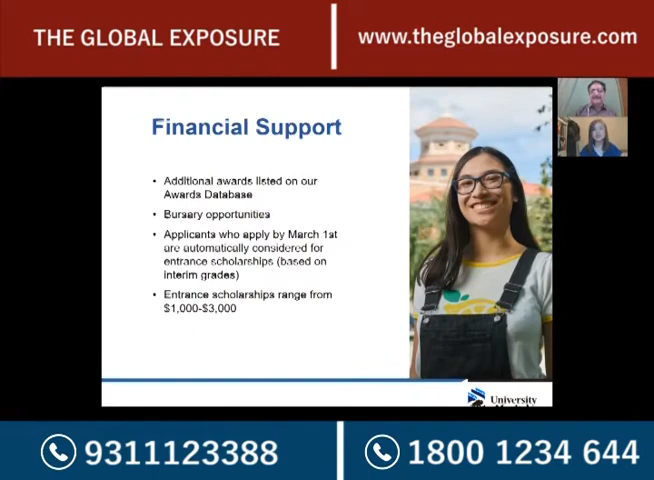 THE GLOBAL EXPOSURE
www.theglobalexposure.com
Financial Support
• Additional awards listed on our
Awards Database
• Bursary opportunities
• Applicants who apply by March 1st
are automatically considered for
entrance scholarships (based on
interim grades)
• Entrance scholarships range from
$1,000-$3,000
University
9311123388
1800 1234 644